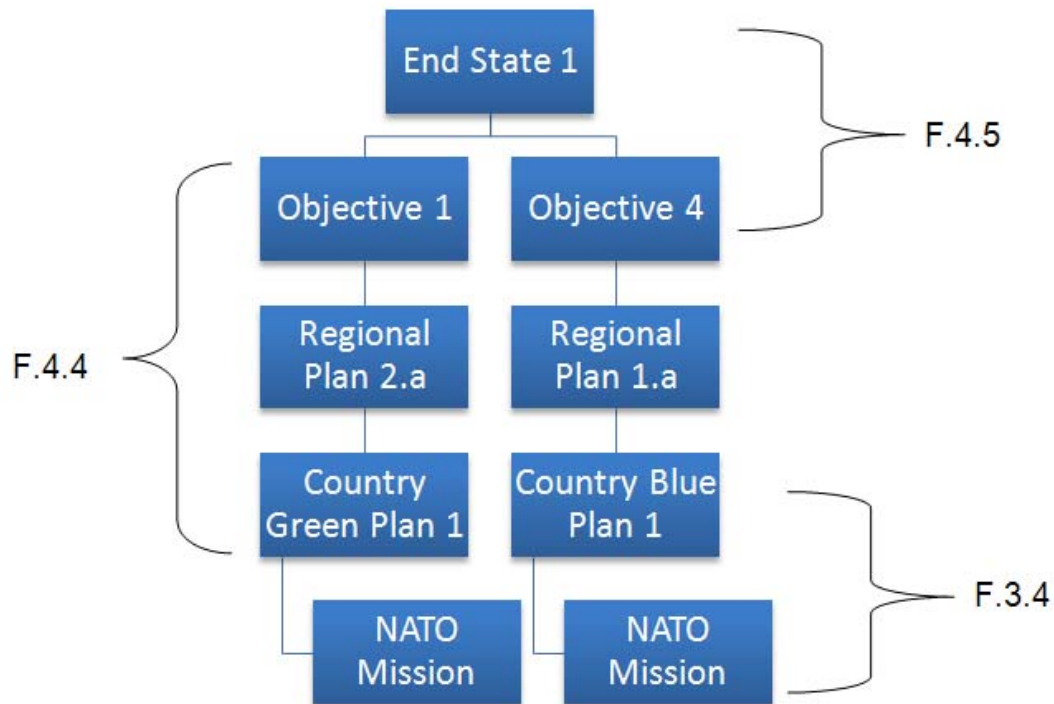 End State 1
F.4.5
Objective 1
Objective 4
Regional
Plan 2.a
Regional
Plan 1.a
F.4.4
Country
Green Plan 1
Country Blue
Plan 1
F.3.4
NATO
Mission
NATO
Mission